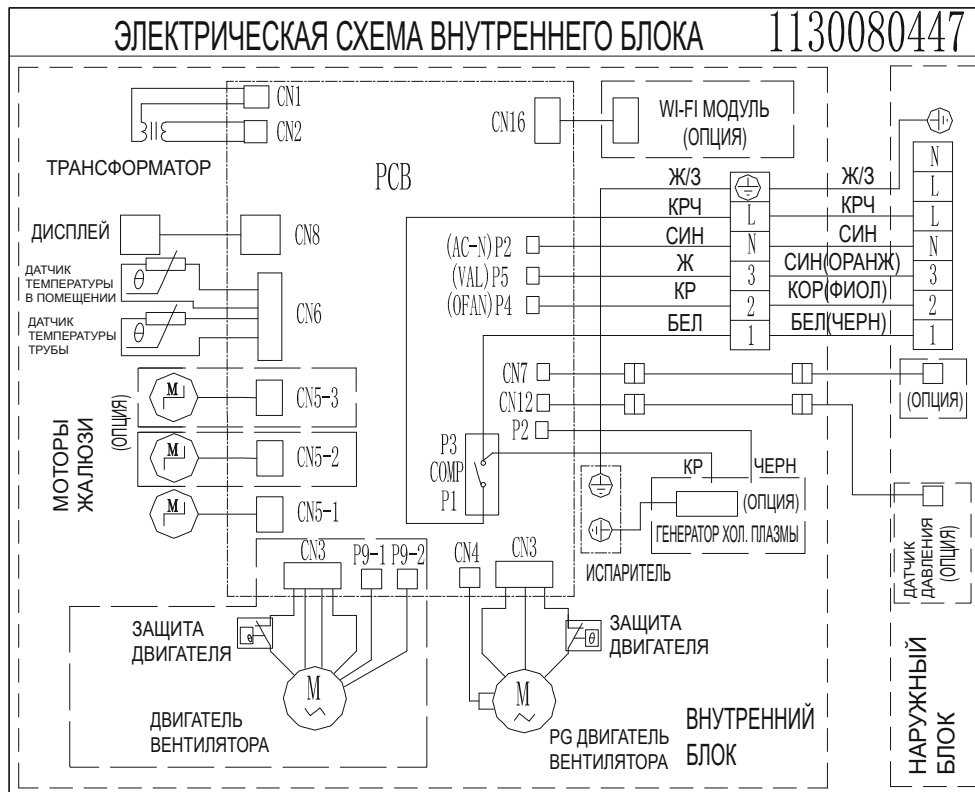 ЭЛЕКТРИЧЕСКАЯ СХЕМА ВНУТРЕННЕГО БЛОКА 1130080447
CN1
CN2
ТРАНСФОРМАТОР
PCB
CN16
WI-FI МОДУЛЬ
(ОПЦИЯ)
ДИСПЛЕЙ
CN8
ДАТЧИК
ТЕМПЕРАТУРЫ
В ПОМЕЩЕНИИ
θ
ДАТЧИК
ТЕМПЕРАТУРЫ
ТРУБЫ
θ
CN6
(AC-N) P2
(VAL) P5
(OFAN) P4
Ж/З
КРЧ
СИН
Ж
КР
БЕЛ
L
N
3
2
1
Ж/З
КРЧ
СИН
СИН(ОРАНЖ)
КОР(ФИОЛ)
БЕЛ(ЧЕРН)
N
L
L
N
3
2
1
МОТОРЫ
ЖАЛЮЗИ
(ОПЦИЯ)
M
CN5-3
M
CN5-2
M
CN5-1
CN7
CN12
P2
(ОПЦИЯ)
P3
COMP
P1
КР
ЧЕРН
(ОПЦИЯ)
ГЕНЕРАТОР ХОЛ. ПЛАЗМЫ
ИСПАРИТЕЛЬ
ДАТЧИК
ДАВЛЕНИЯ
(ОПЦИЯ)
CN3
P9-1
P9-2
CN4
CN3
ЗАЩИТА
ДВИГАТЕЛЯ
θ
M
ДВИГАТЕЛЬ
ВЕНТИЛЯТОРА
θ
ЗАЩИТА
ДВИГАТЕЛЯ
M
PG ДВИГАТЕЛЬ
ВЕНТИЛЯТОРА
ВНУТРЕННИЙ
БЛОК
НАРУЖНЫЙ
БЛОК